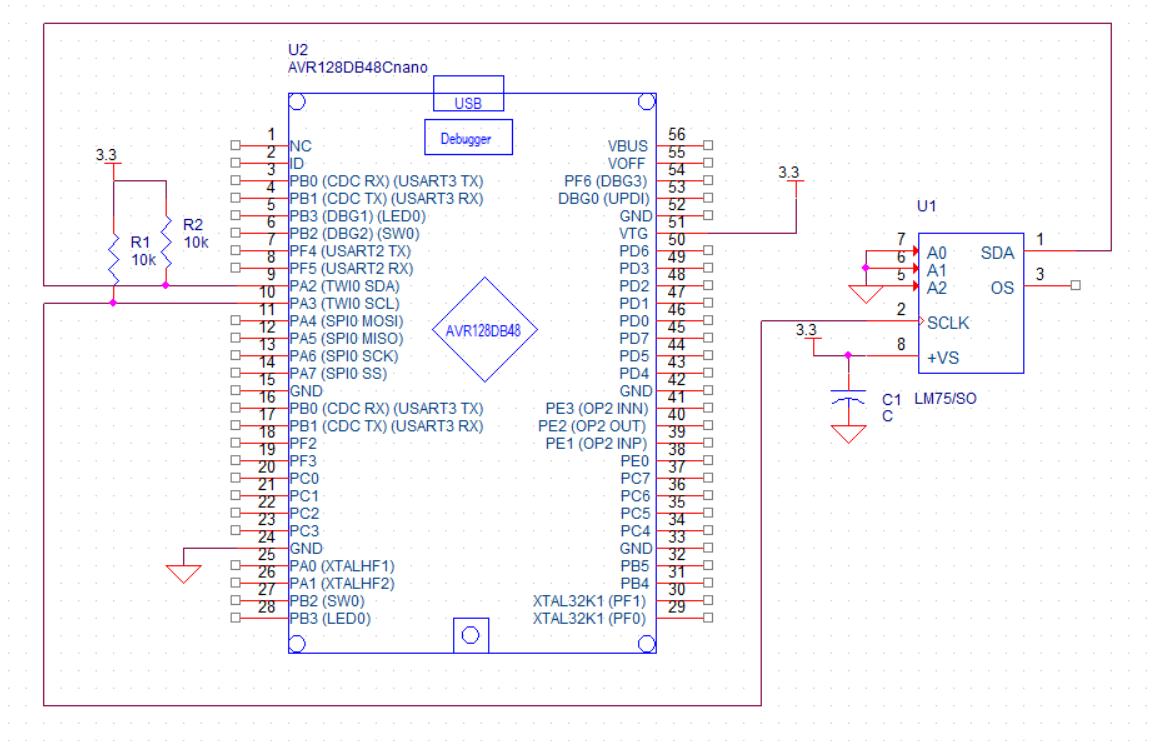 U2
AVR128DB48Cnano
USB
Debugger
1 NC
2 ID
3 PB0 (CDC RX) (USART3 TX)
4 PB1 (CDC TX) (USART3 RX)
5 PB3 (DBG1) (LED0)
6 PB2 (DBG2) (SW0)
7 PF4 (USART2 TX)
8 PF5 (USART2 RX)
9 PA2 (TWI0 SDA)
10 PA3 (TWI0 SCL)
11 PA4 (SPI0 MOSI)
12 PA5 (SPI0 MISO)
13 PA6 (SPI0 SCK)
14 PA7 (SPI0 SS)
15 GND
16 PB0 (CDC RX) (USART3 TX)
17 PB1 (CDC TX) (USART3 RX)
18 PF2
19 PF3
20 PC0
21 PC1
22 PC2
23 PC3
24 GND
25 PA0 (XTALHF1)
26 PA1 (XTALHF2)
27 PB2 (SW0)
28 PB3 (LED0)
VBUS 56
VOFF 55
PF6 (DBG3) 54
DBG0 (UPDI) 53
GND 52
VTG 51
PD6 50
PD3 49
PD2 48
PD1 47
PD0 46
PD7 45
PD5 44
PD4 43
GND 42
PE3 (OP2 INN) 41
PE2 (OP2 OUT) 40
PE1 (OP2 INP) 39
PE0 38
PC7 37
PC6 36
PC5 35
PC4 34
GND 33
PB5 32
PB4 31
XTAL32K1 (PF1) 30
XTAL32K1 (PF0) 29
AVR128DB48
3.3
R1
10k
R2
10k
3.3
U1
7 A0
6 A1
5 A2
2 SCLK
8 +VS
SDA 1
OS 3
LM75/SO
3.3
C1
C